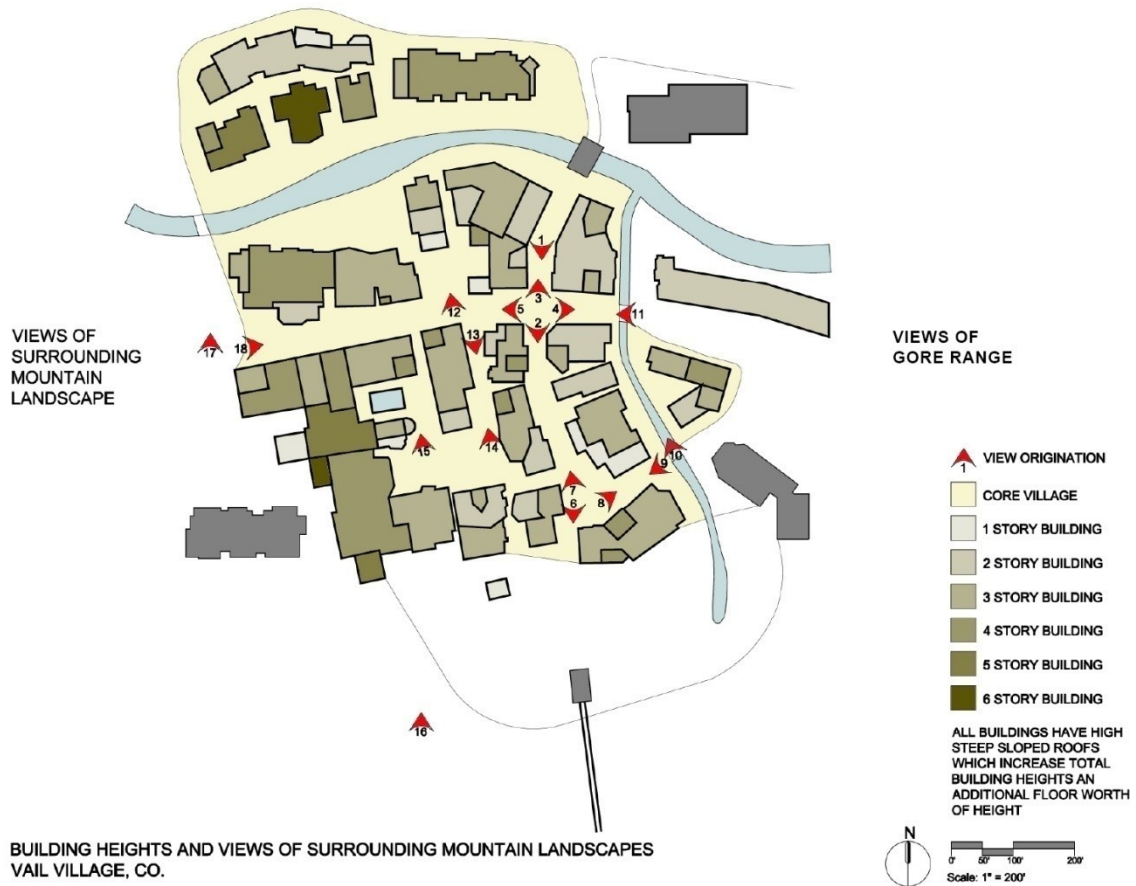 1
3
5 4
2
12
11
13
17
18
VIEWS OF
SURROUNDING
MOUNTAIN
LANDSCAPE
VIEWS OF
GORE RANGE
15
14
10
9
7
6
8
16
1
VIEW ORIGINATION
CORE VILLAGE
1 STORY BUILDING
2 STORY BUILDING
3 STORY BUILDING
4 STORY BUILDING
5 STORY BUILDING
6 STORY BUILDING
ALL BUILDINGS HAVE HIGH
STEEP SLOPED ROOFS
WHICH INCREASE TOTAL
BUILDING HEIGHTS AN
ADDITIONAL FLOOR WORTH
OF HEIGHT
BUILDING HEIGHTS AND VIEWS OF SURROUNDING MOUNTAIN LANDSCAPES
VAIL VILLAGE, CO.
N
0' 50' 100' 200'
Scale: 1" = 200'